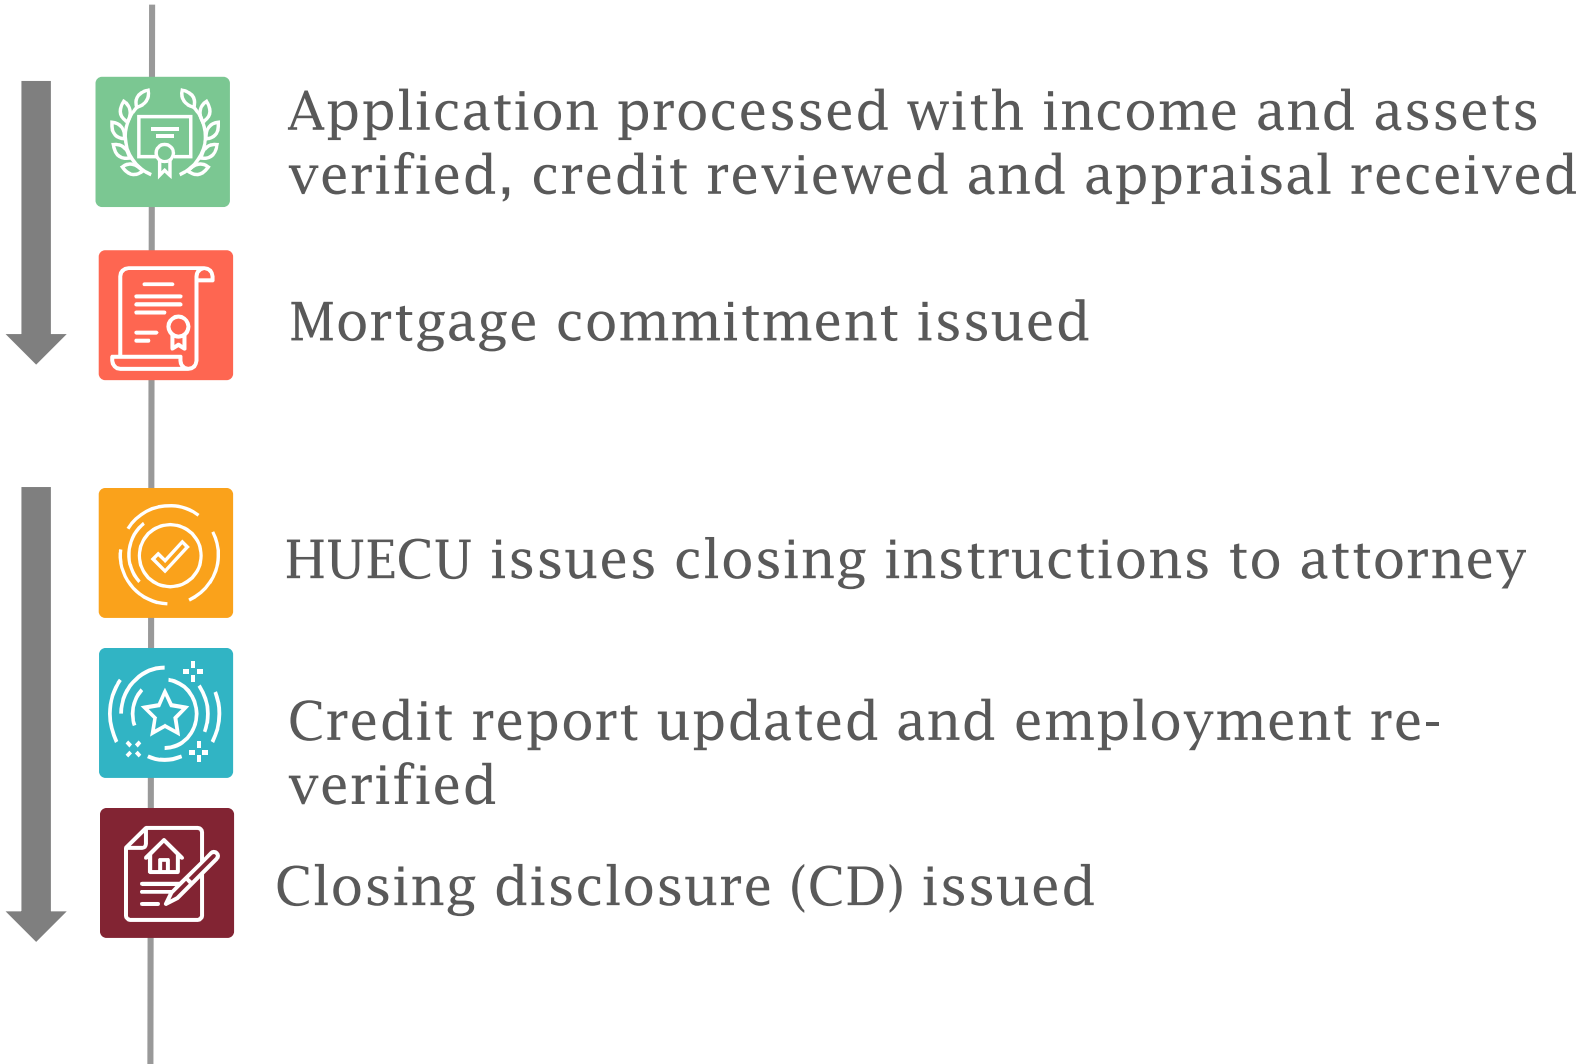 Application processed with income and assets
verified, credit reviewed and appraisal received
Mortgage commitment issued
HUECU issues closing instructions to attorney
Credit report updated and employment re-
verified
Closing disclosure (CD) issued